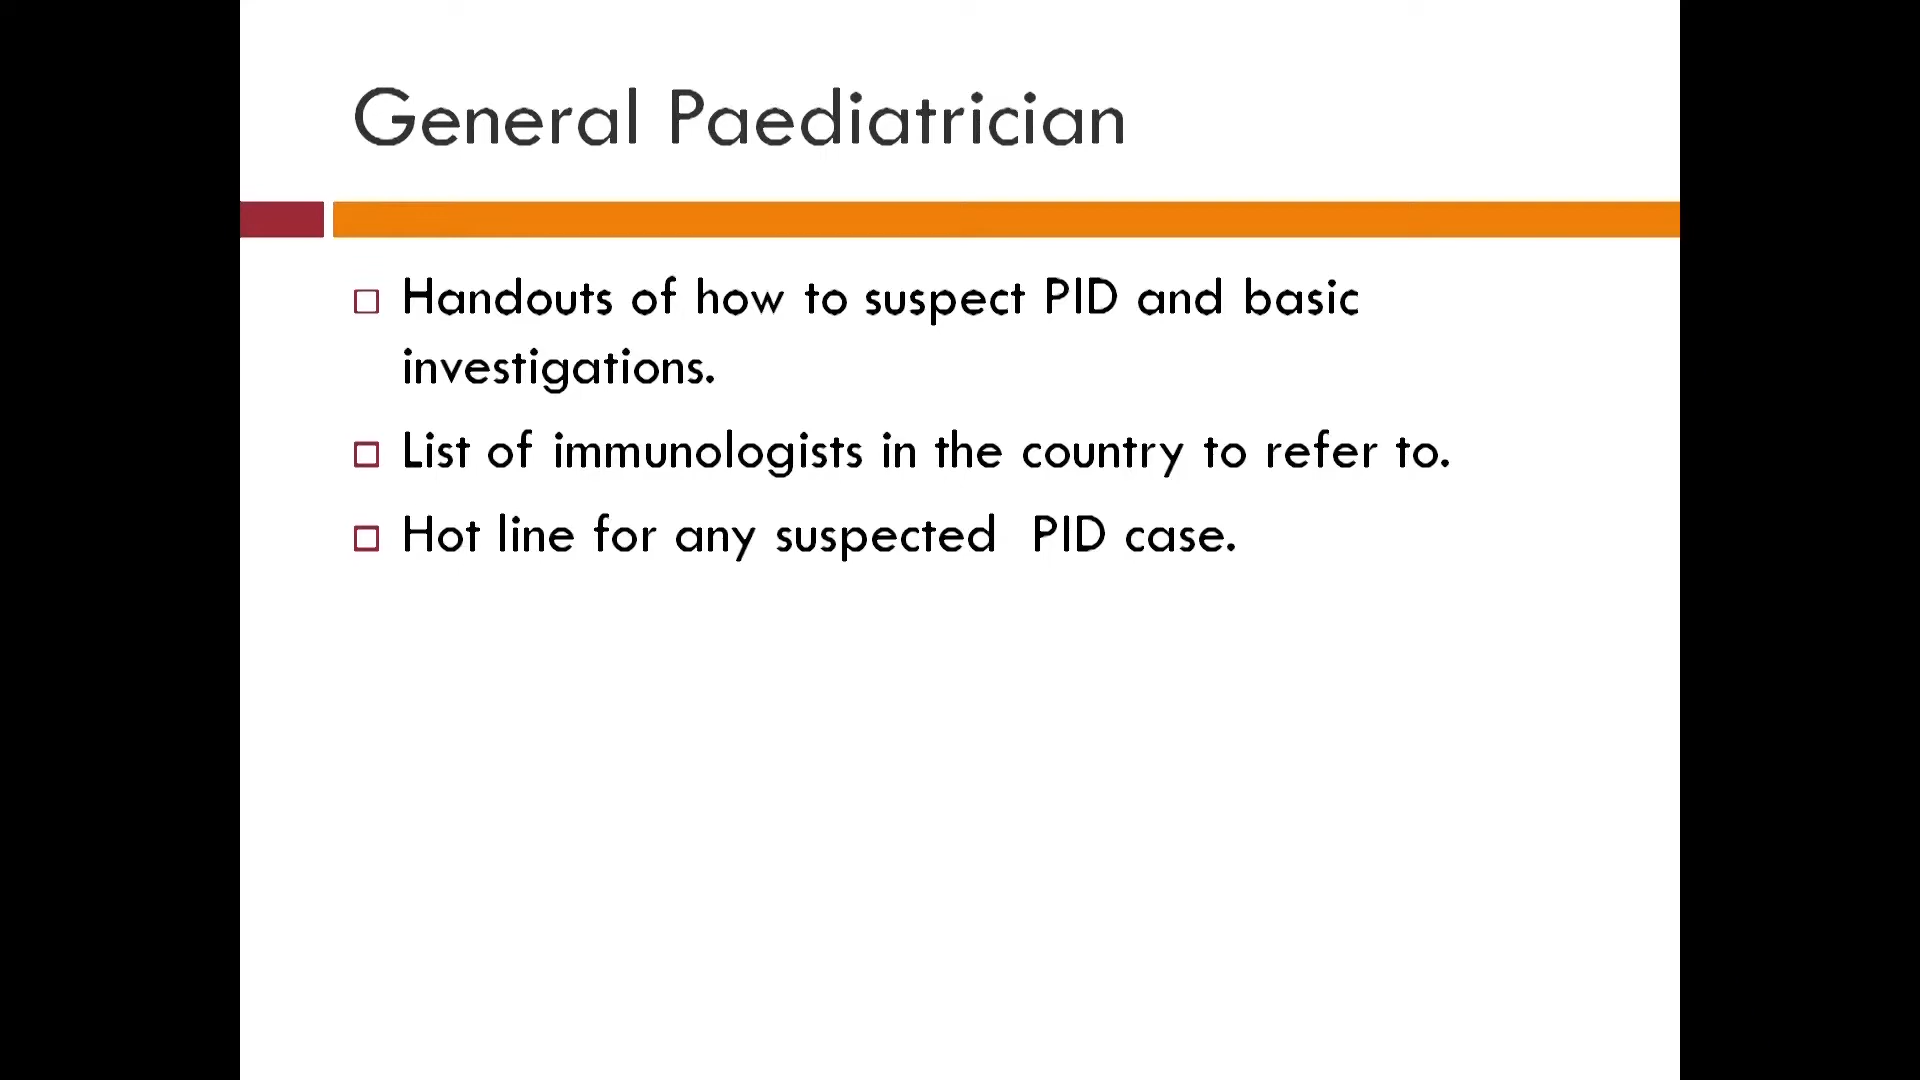 General Paediatrician
Handouts of how to suspect PID and basic
investigations.
List of immunologists in the country to refer to.
Hot line for any suspected  PID case.